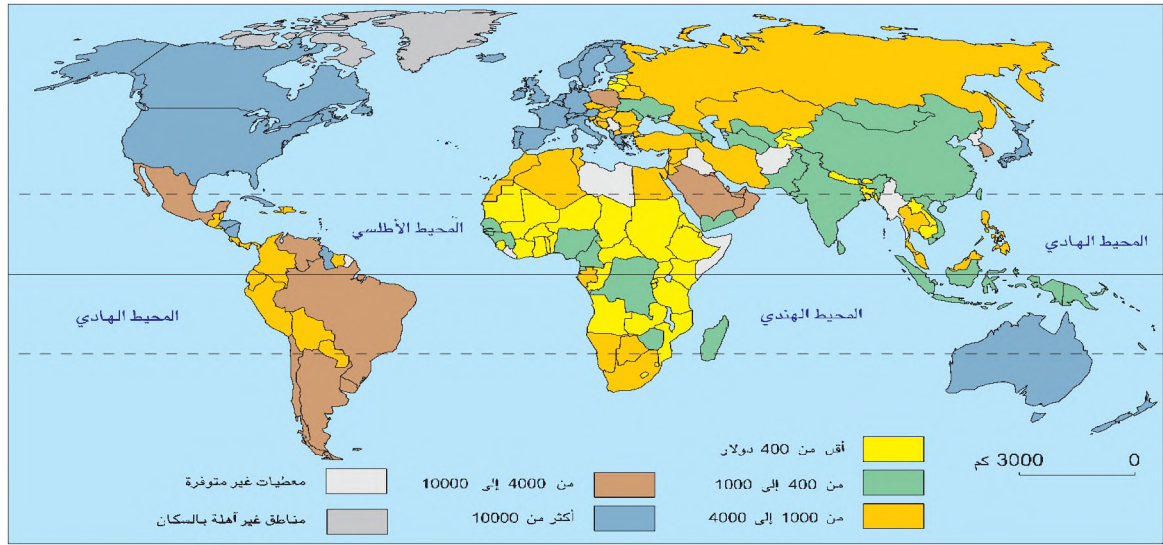 المحيط الأطلسي
المحيط الهادي
المحيط الهادي
المحيط الهندي
أقل من 400 دولار
من 400 إلى 1000
من 1000 إلى 4000
من 4000 إلى 10000
أكثر من 10000
معطيات غير متوفرة
مناطق غير آهلة بالسكان
0 3000 كم